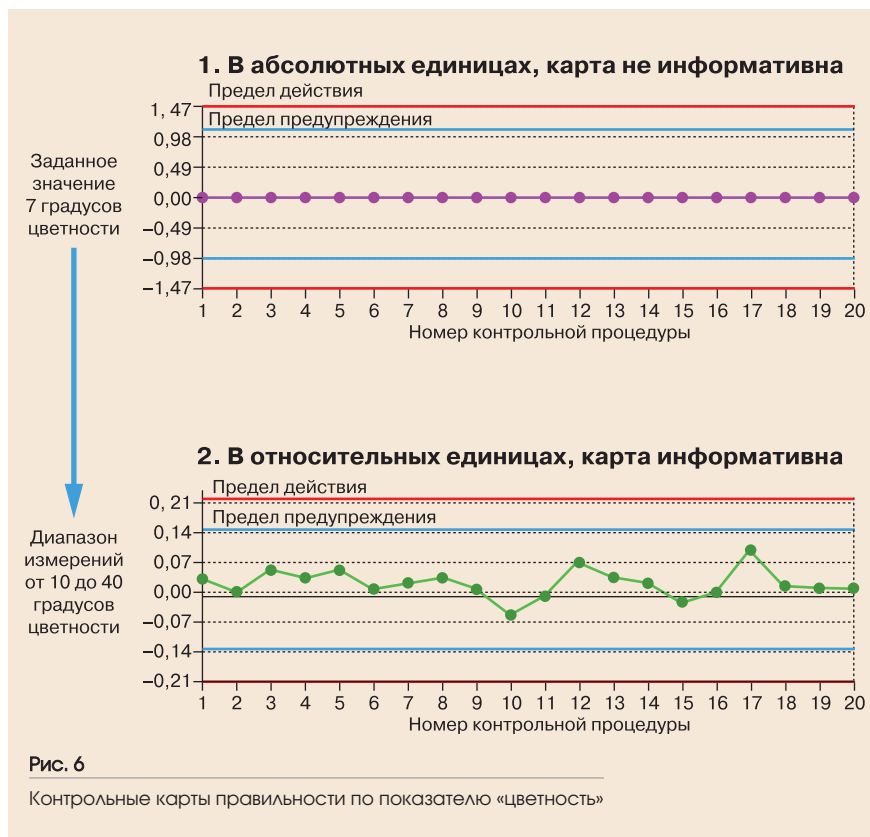 1. В абсолютных единицах, карта не информативна
Предел действия
1, 47
Предел предупреждения
0,98
0,49
0,00
−0,49
−0,98
−1,47
1 2 3 4 5 6 7 8 9 10 11 12 13 14 15 16 17 18 19 20
Номер контрольной процедуры
Заданное
значение
7 градусов
цветности
2. В относительных единицах, карта информативна
Предел действия
0, 21
Предел предупреждения
0,14
0,07
0,00
−0,07
−0,14
−0,21
1 2 3 4 5 6 7 8 9 10 11 12 13 14 15 16 17 18 19 20
Номер контрольной процедуры
Диапазон
измерений
от 10 до 40
градусов
цветности
Рис. 6
Контрольные карты правильности по показателю «цветность»